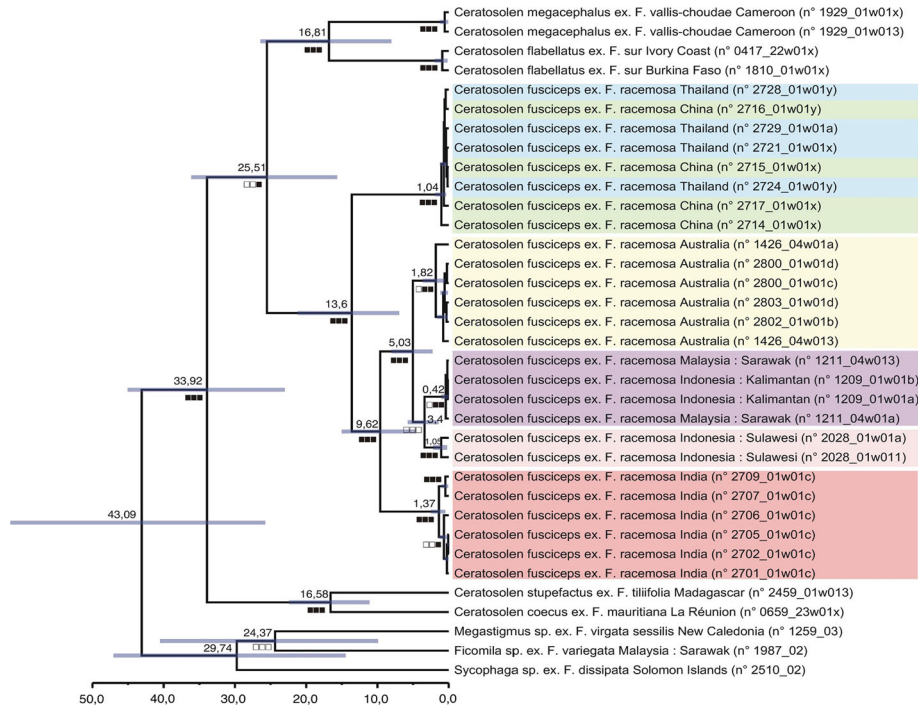 Ceratosolen megacephalus ex. F. vallis-choudae Cameroon (n° 1929_01w01x)
Ceratosolen megacephalus ex. F. vallis-choudae Cameroon (n° 1929_01w013)
16,81
Ceratosolen flabellatus ex. F. sur Ivory Coast (n° 0417_22w01x)
Ceratosolen flabellatus ex. F. sur Burkina Faso (n° 1810_01w01x)
Ceratosolen fusciceps ex. F. racemosa Thailand (n° 2728_01w01y)
Ceratosolen fusciceps ex. F. racemosa China (n° 2716_01w01y)
Ceratosolen fusciceps ex. F. racemosa Thailand (n° 2729_01w01a)
Ceratosolen fusciceps ex. F. racemosa Thailand (n° 2721_01w01x)
25,51
Ceratosolen fusciceps ex. F. racemosa China (n° 2715_01w01x)
1,04
Ceratosolen fusciceps ex. F. racemosa Thailand (n° 2724_01w01y)
Ceratosolen fusciceps ex. F. racemosa China (n° 2717_01w01x)
Ceratosolen fusciceps ex. F. racemosa China (n° 2714_01w01x)
Ceratosolen fusciceps ex. F. racemosa Australia (n° 1426_04w01a)
Ceratosolen fusciceps ex. F. racemosa Australia (n° 2800_01w01d)
1,82
Ceratosolen fusciceps ex. F. racemosa Australia (n° 2800_01w01c)
13,6
Ceratosolen fusciceps ex. F. racemosa Australia (n° 2803_01w01d)
Ceratosolen fusciceps ex. F. racemosa Australia (n° 2802_01w01b)
Ceratosolen fusciceps ex. F. racemosa Australia (n° 1426_04w013)
5,03
Ceratosolen fusciceps ex. F. racemosa Malaysia : Sarawak (n° 1211_04w013)
33,92
Ceratosolen fusciceps ex. F. racemosa Indonesia : Kalimantan (n° 1209_01w01b)
0,42
Ceratosolen fusciceps ex. F. racemosa Indonesia : Kalimantan (n° 1209_01w01a)
Ceratosolen fusciceps ex. F. racemosa Malaysia : Sarawak (n° 1211_04w01a)
9,62
3,4
Ceratosolen fusciceps ex. F. racemosa Indonesia : Sulawesi (n° 2028_01w01a)
1,05
Ceratosolen fusciceps ex. F. racemosa Indonesia : Sulawesi (n° 2028_01w011)
Ceratosolen fusciceps ex. F. racemosa India (n° 2709_01w01c)
Ceratosolen fusciceps ex. F. racemosa India (n° 2707_01w01c)
1,37
Ceratosolen fusciceps ex. F. racemosa India (n° 2706_01w01c)
43,09
Ceratosolen fusciceps ex. F. racemosa India (n° 2705_01w01c)
Ceratosolen fusciceps ex. F. racemosa India (n° 2702_01w01c)
Ceratosolen fusciceps ex. F. racemosa India (n° 2701_01w01c)
16,58
Ceratosolen stupefactus ex. F. tiliifolia Madagascar (n° 2459_01w013)
Ceratosolen coecus ex. F. mauritiana La Réunion (n° 0659_23w01x)
24,37
Megastigmus sp. ex. F. virgata sessilis New Caledonia (n° 1259_03)
29,74
Ficomila sp. ex. F. variegata Malaysia : Sarawak (n° 1987_02)
Sycophaga sp. ex. F. dissipata Solomon Islands (n° 2510_02)
50,0 40,0 30,0 20,0 10,0 0,0